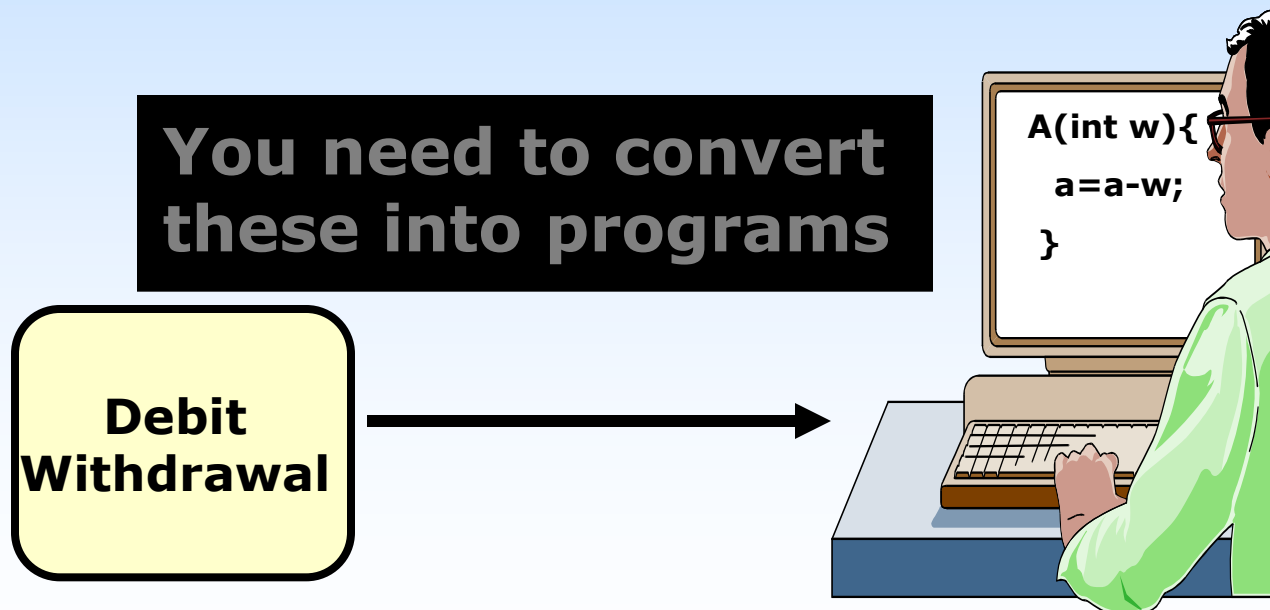 You need to convert
these into programs
A(int w){
a=a-w;
}
Debit
Withdrawal